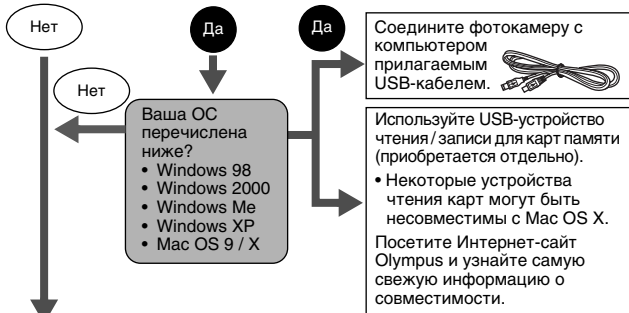 Нет
Да
Да
Нет
Ваша ОС
перечислена
ниже?
• Windows 98
• Windows 2000
• Windows Me
• Windows XP
• Mac OS 9 / X
Соедините фотокамеру с
компьютером
прилагаемым
USB-кабелем.
Используйте USB-устройство
чтения/записи для карт памяти
(приобретается отдельно).
• Некоторые устройства
чтения карт могут быть
несовместимы с Mac OS X.
Посетите Интернет-сайт
Olympus и узнайте самую
свежую информацию о
совместимости.